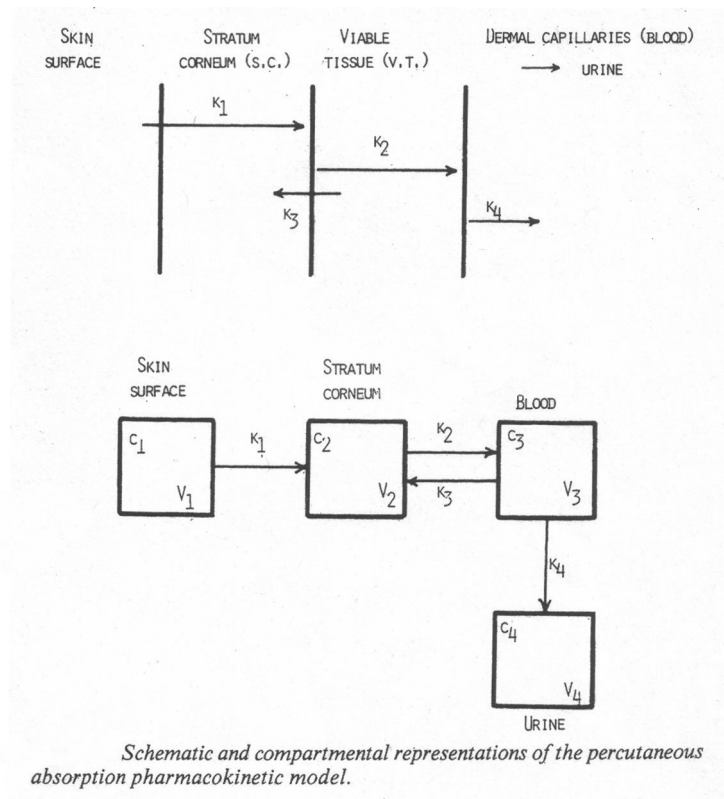 SKIN SURFACE
STRATUM CORNEUM (S.C.)
VIABLE TISSUE (V.T.)
DERMAL CAPILLARIES (BLOOD)
→ URINE
K1
K2
K3
K4
SKIN SURFACE
STRATUM CORNEUM
BLOOD
C1
V1
K1
C2
V2
K2
K3
C3
V3
K4
C4
V4
URINE
Schematic and compartmental representations of the percutaneous
absorption pharmacokinetic model.